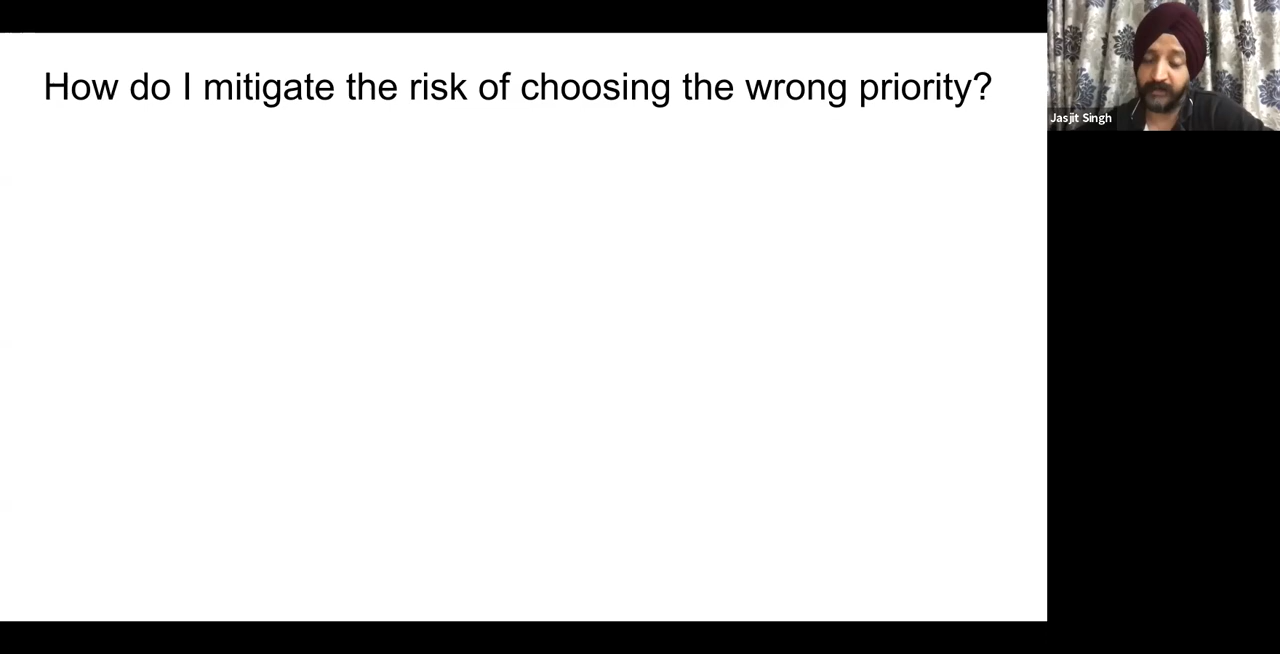 How do I mitigate the risk of choosing the wrong priority?
Jasjit Singh